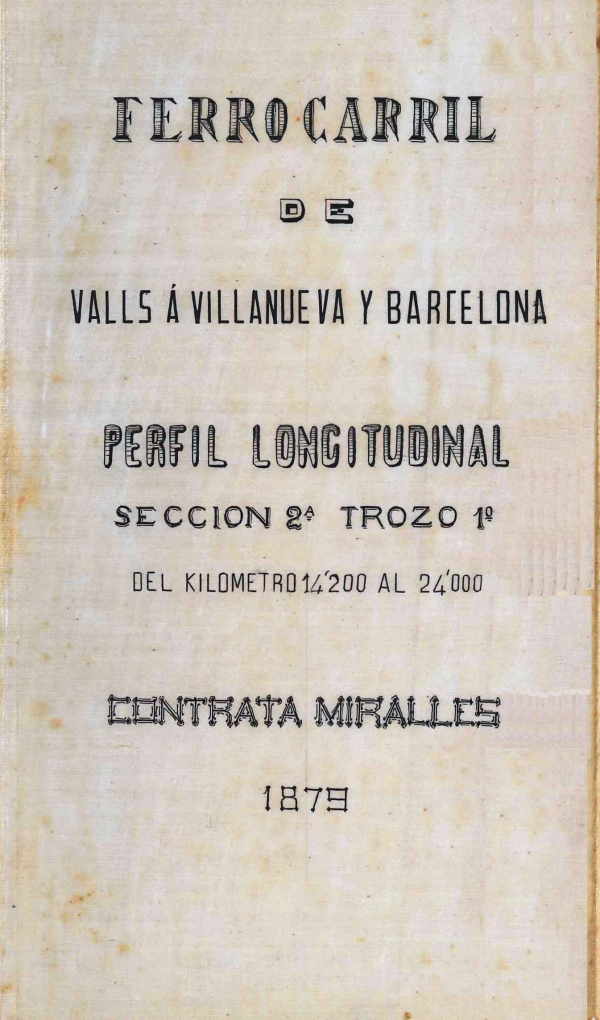 FERROCARRIL
DE
VALLS Á VILLANUEVA Y BARCELONA
PERFIL LONGITUDINAL
SECCION 2ª TROZO 1º
DEL KILOMETRO 14'200 AL 24'000
CONTRATA MIRALLES
1879